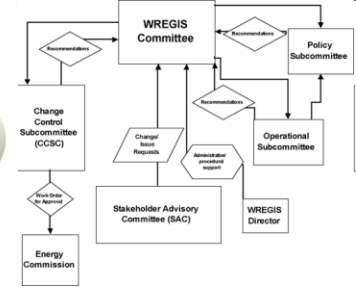 WREGIS
Committee
Recommendations
Recommendations
Policy
Subcommittee
Change
Control
Subcommittee
(CCSC)
Recommendations
Change/
Issue
Requests
Administrative/
procedural
support
Operational
Subcommittee
Work Order
for Approval
Stakeholder Advisory
Committee (SAC)
WREGIS
Director
Energy
Commission